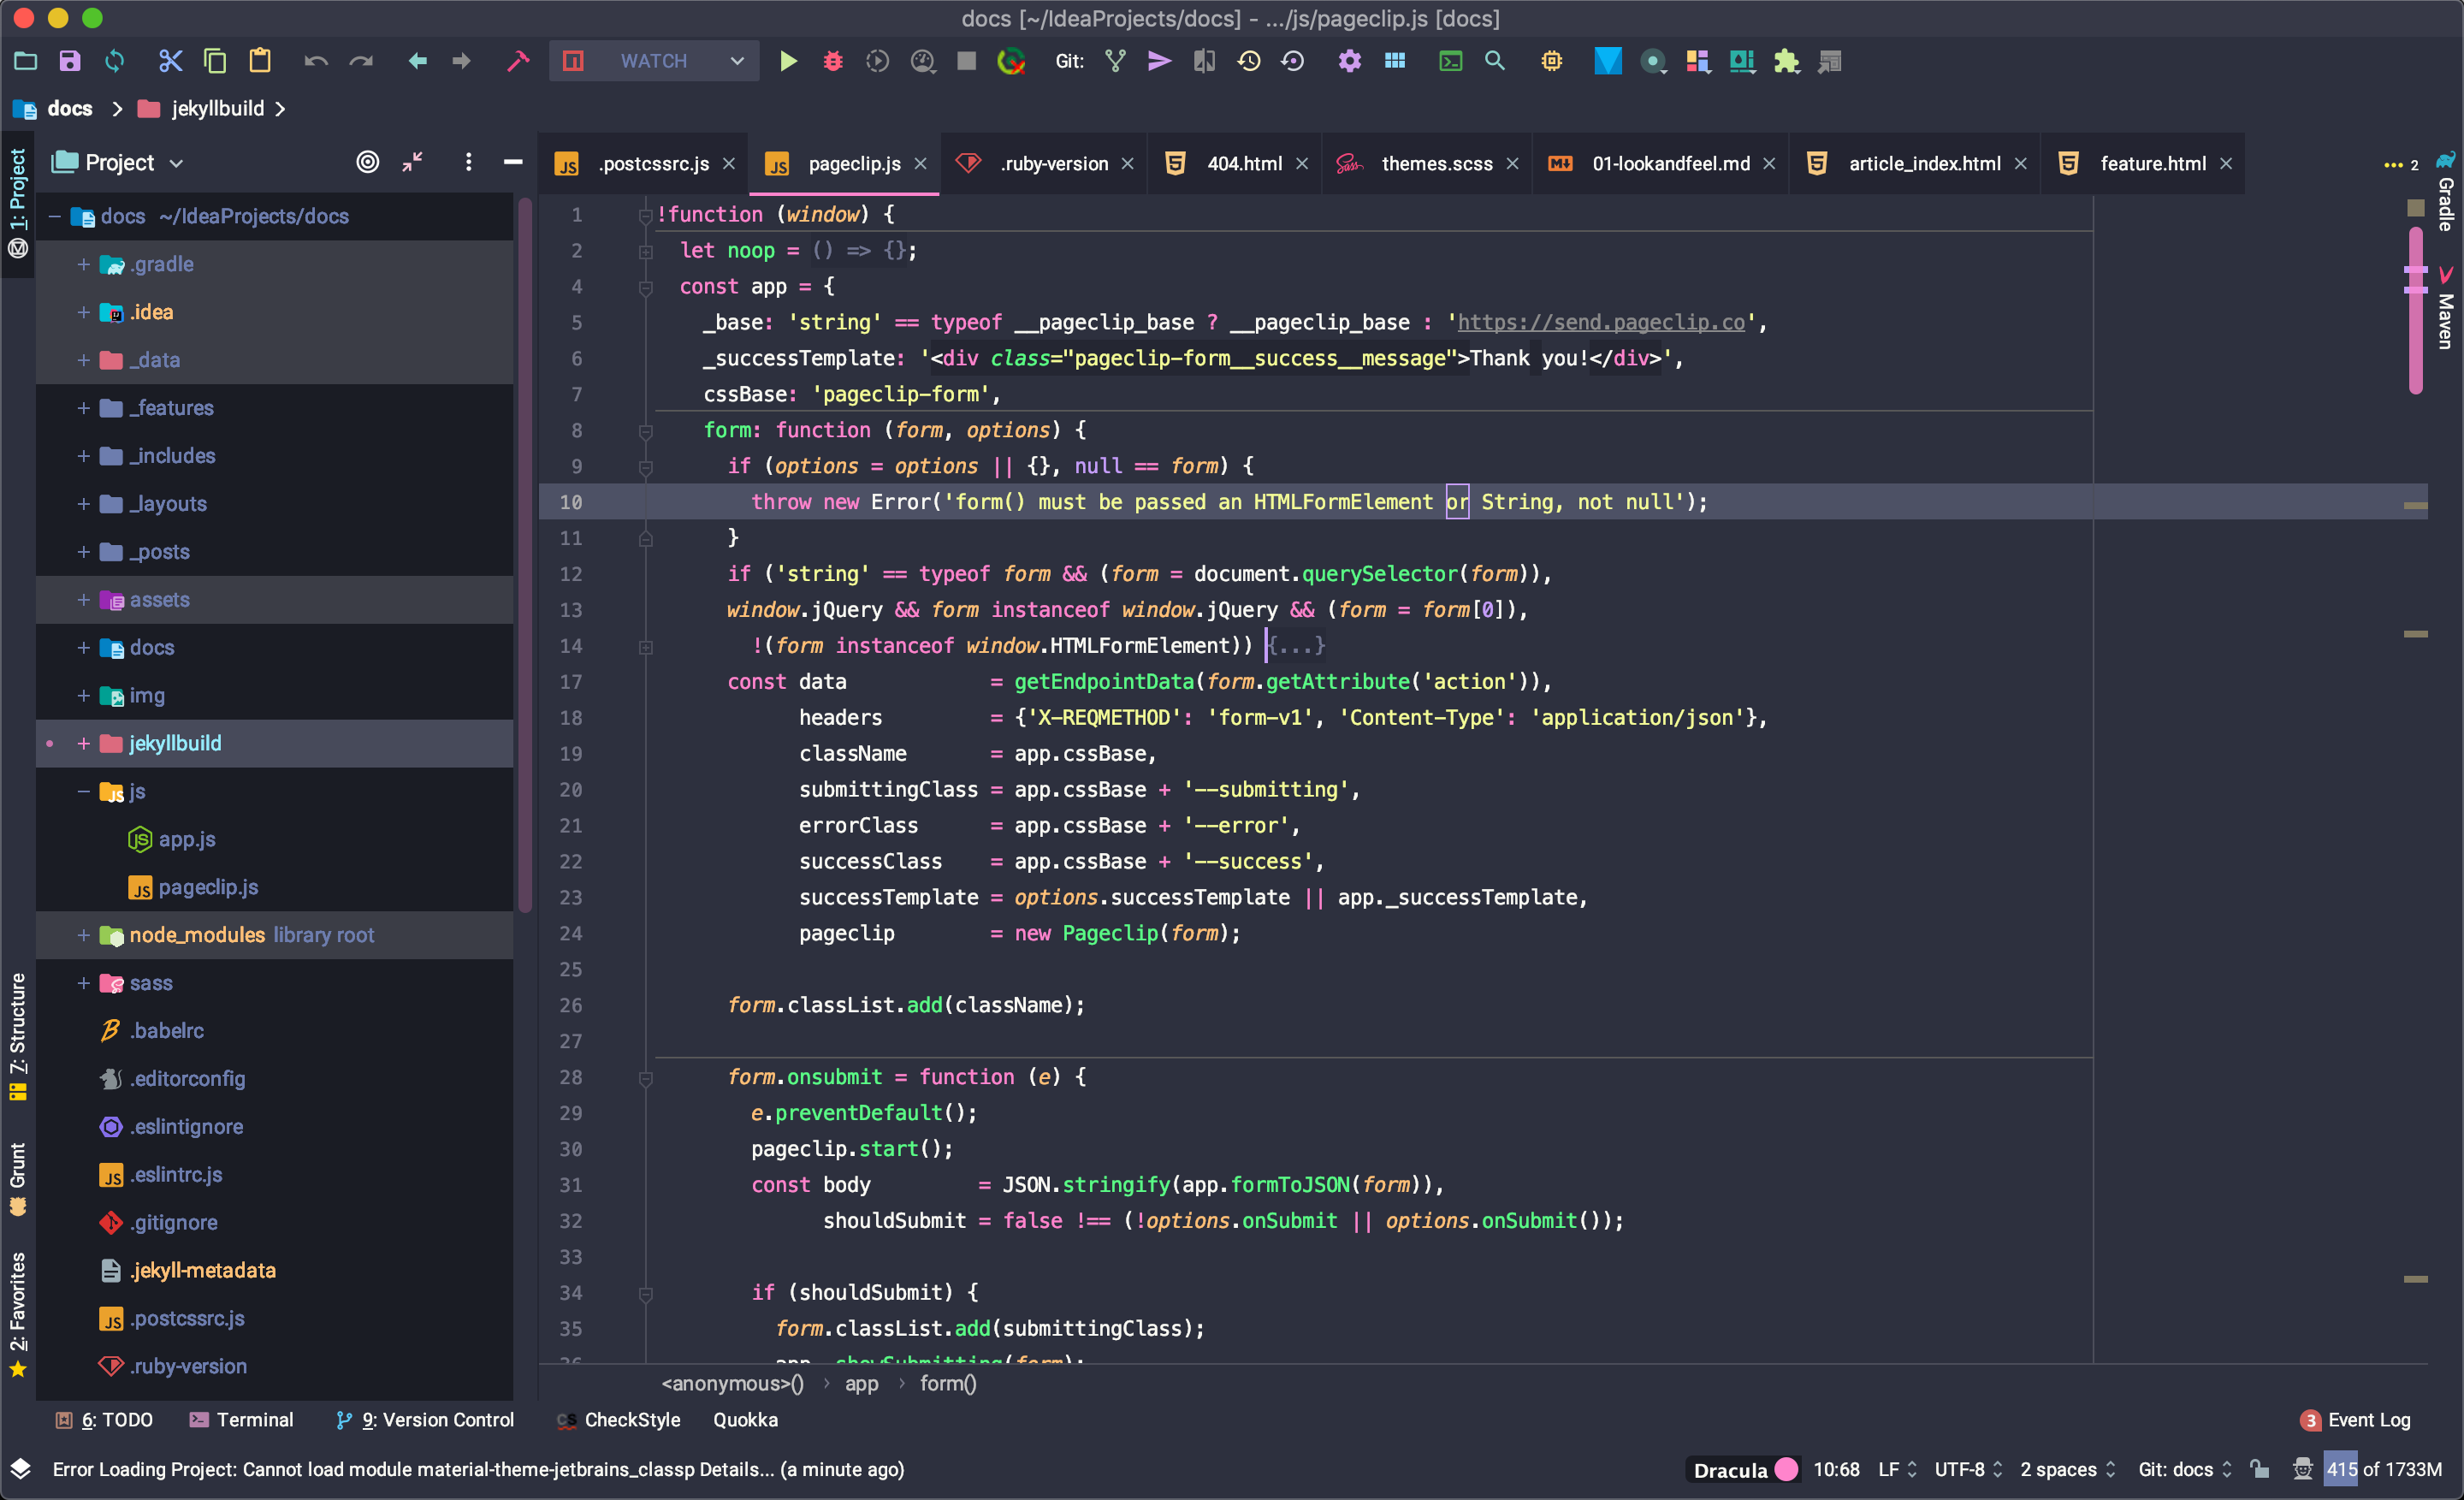 docs [~/IdeaProjects/docs] - .../js/pageclip.js [docs]
WATCH
Git:
docs
jekyllbuild
1: Project
Project
.postcssrc.js
pageclip.js
.ruby-version
404.html
themes.scss
01-lookandfeel.md
article_index.html
feature.html
2
Gradle
Maven
docs ~/IdeaProjects/docs
.gradle
.idea
_data
_features
_includes
_layouts
_posts
assets
docs
img
jekyllbuild
js
app.js
pageclip.js
node_modules library root
sass
.babelrc
.editorconfig
.eslintignore
.eslintrc.js
.gitignore
.jekyll-metadata
.postcssrc.js
.ruby-version
7: Structure
Grunt
2: Favorites
1 !function (window) {
2 let noop = () => {};
4 const app = {
5 _base: 'string' == typeof __pageclip_base ? __pageclip_base : 'https://send.pageclip.co',
6 _successTemplate: '<div class="pageclip-form__success__message">Thank you!</div>',
7 cssBase: 'pageclip-form',
8 form: function (form, options) {
9 if (options = options || {}, null == form) {
10 throw new Error('form() must be passed an HTMLFormElement or String, not null');
11 }
12 if ('string' == typeof form && (form = document.querySelector(form)),
13 window.jQuery && form instanceof window.jQuery && (form = form[0]),
14 !(form instanceof window.HTMLFormElement)) {...}
17 const data = getEndpointData(form.getAttribute('action')),
18 headers = {'X-REQMETHOD': 'form-v1', 'Content-Type': 'application/json'},
19 className = app.cssBase,
20 submittingClass = app.cssBase + '--submitting',
21 errorClass = app.cssBase + '--error',
22 successClass = app.cssBase + '--success',
23 successTemplate = options.successTemplate || app._successTemplate,
24 pageclip = new Pageclip(form);
25
26 form.classList.add(className);
27
28 form.onsubmit = function (e) {
29 e.preventDefault();
30 pageclip.start();
31 const body = JSON.stringify(app.formToJSON(form)),
32 shouldSubmit = false !== (!options.onSubmit || options.onSubmit());
33
34 if (shouldSubmit) {
35 form.classList.add(submittingClass);
<anonymous>() › app › form()
6: TODO
Terminal
9: Version Control
CheckStyle
Quokka
3 Event Log
Error Loading Project: Cannot load module material-theme-jetbrains_classp Details... (a minute ago)
Dracula
10:68
LF
UTF-8
2 spaces
Git: docs
415 of 1733M